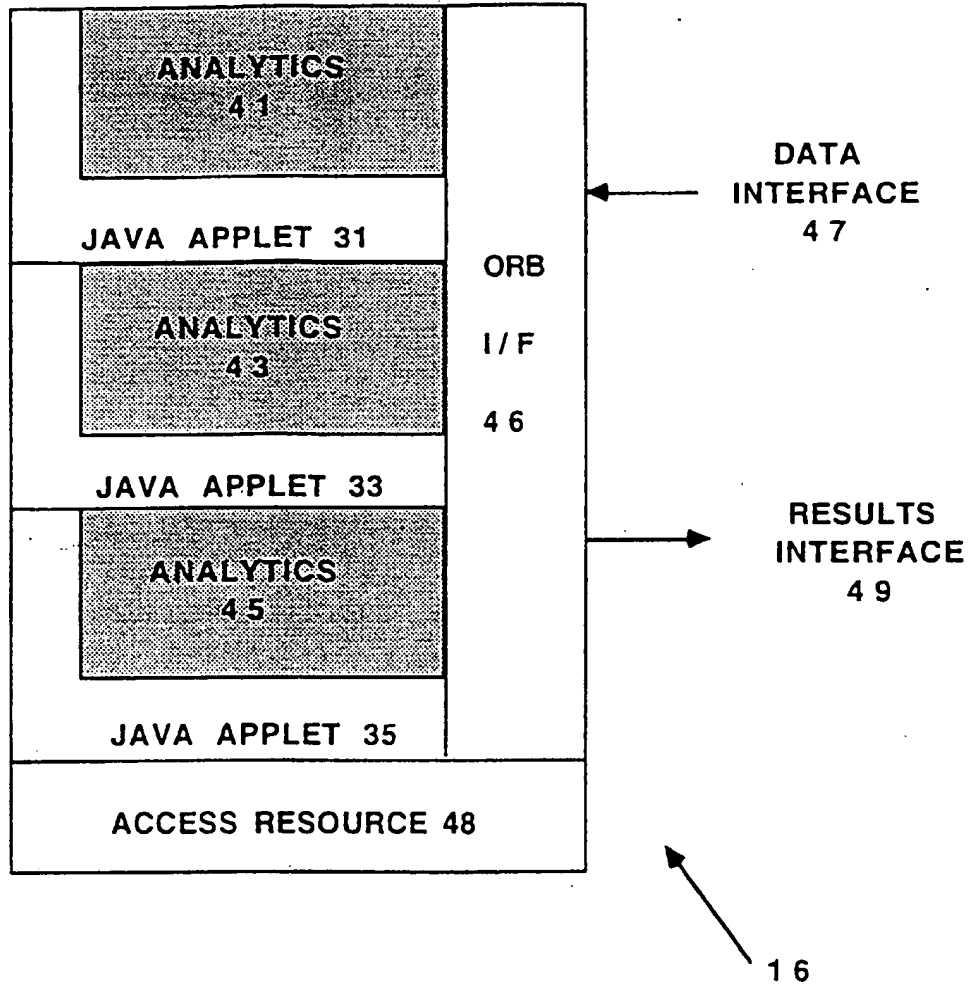 ANALYTICS
41
JAVA APPLET 31
ANALYTICS
43
JAVA APPLET 33
ANALYTICS
45
JAVA APPLET 35
ORB
I/F
46
ACCESS RESOURCE 48
DATA
INTERFACE
47
RESULTS
INTERFACE
49
16